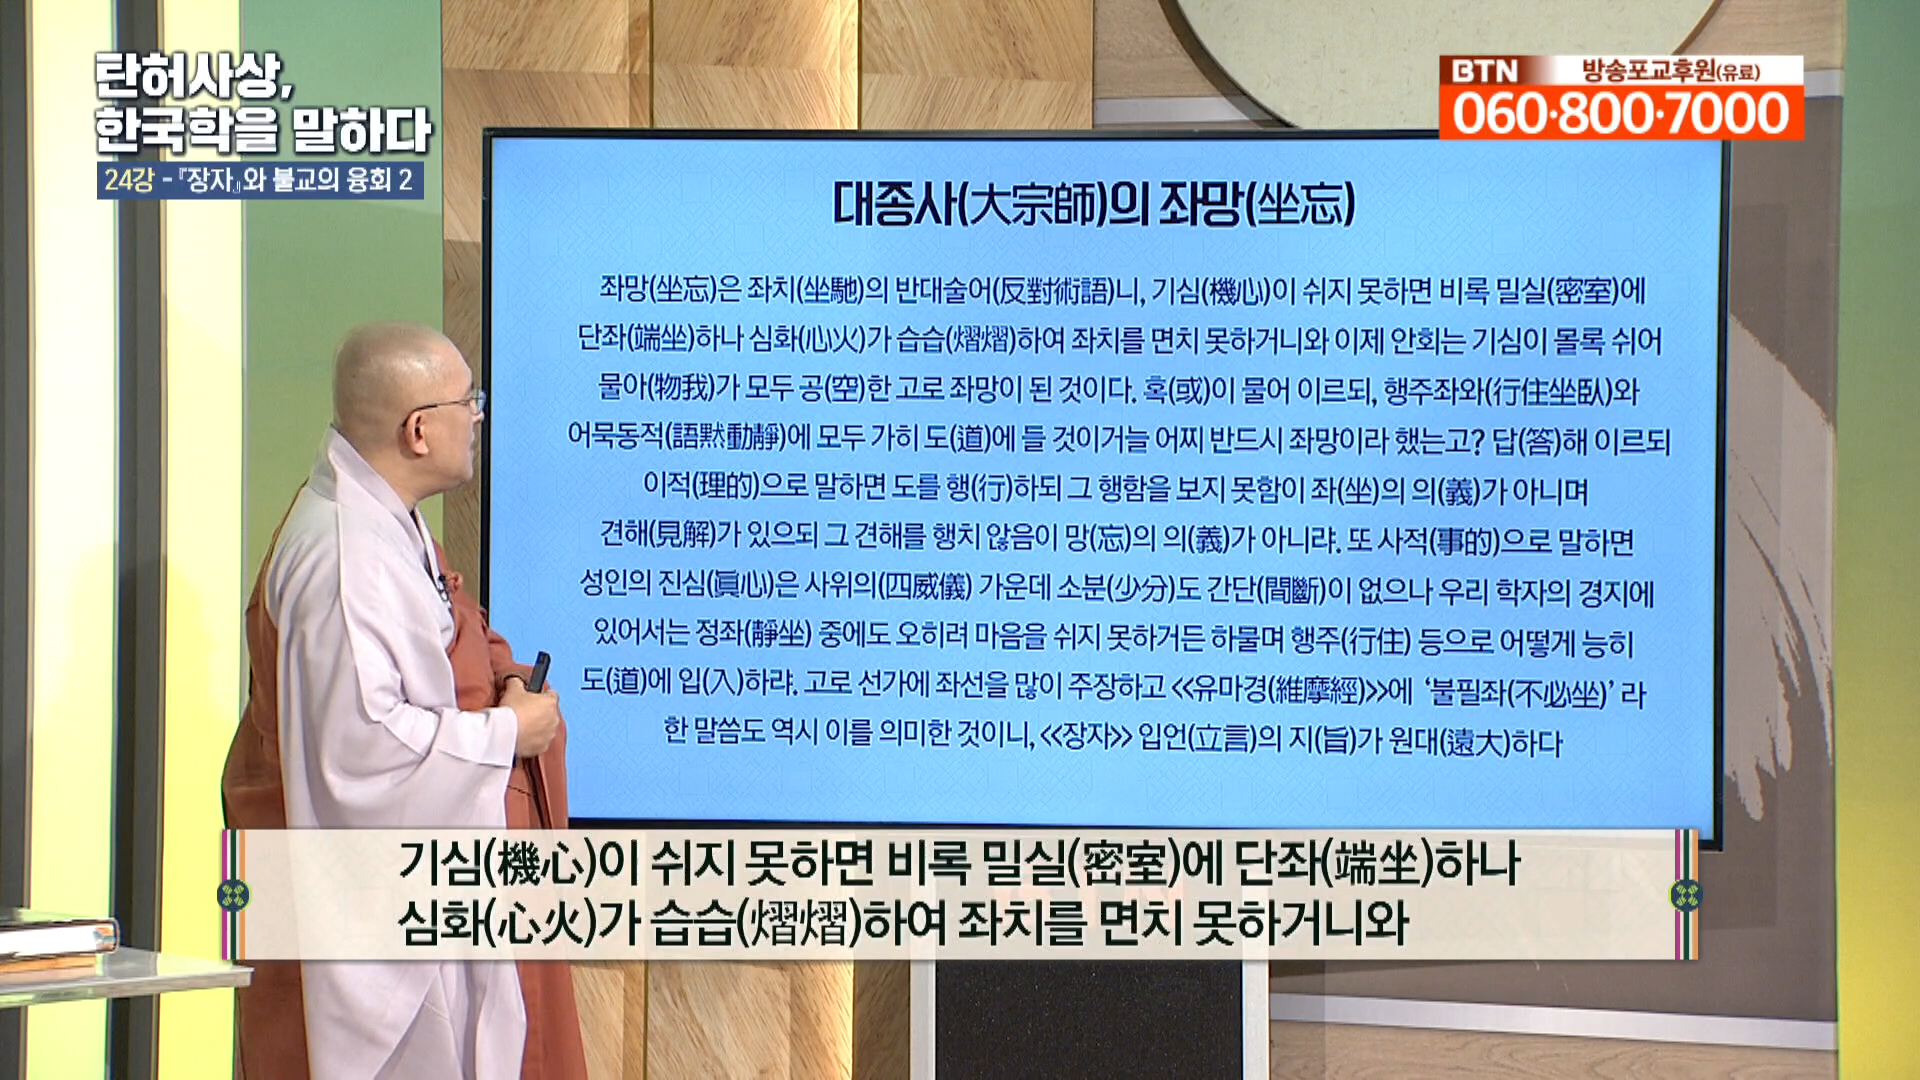 탄허사상,
한국학을 말하다
24강 - 『장자』와 불교의 융회 2
BTN 방송포교후원(유료)
060·800·7000
대종사(大宗師)의 좌망(坐忘)
좌망(坐忘)은 좌치(坐馳)의 반대술어(反對術語)니, 기심(機心)이 쉬지 못하면 비록 밀실(密室)에
단좌(端坐)하나 심화(心火)가 습습(熠熠)하여 좌치를 면치 못하거니와 이제 안회는 기심이 몰록 쉬어
물아(物我)가 모두 공(空)한 고로 좌망이 된 것이다. 혹(或)이 물어 이르되, 행주좌와(行住坐臥)와
어묵동적(語黙動靜)에 모두 가히 도(道)에 들 것이거늘 어찌 반드시 좌망이라 했는고? 답(答)해 이르되
이적(理的)으로 말하면 도를 행(行)하되 그 행함을 보지 못함이 좌(坐)의 의(義)가 아니며
견해(見解)가 있으되 그 견해를 행치 않음이 망(忘)의 의(義)가 아니랴. 또 사적(事的)으로 말하면
성인의 진심(眞心)은 사위의(四威儀) 가운데 소분(少分)도 간단(間斷)이 없으나 우리 학자의 경지에
있어서는 정좌(靜坐) 중에도 오히려 마음을 쉬지 못하거든 하물며 행주(行住) 등으로 어떻게 능히
도(道)에 입(入)하랴. 고로 선가에 좌선을 많이 주장하고 <<유마경(維摩經)>>에 ‘불필좌(不必坐)’ 라
한 말씀도 역시 이를 의미한 것이니, <<장자>> 입언(立言)의 지(旨)가 원대(遠大)하다
기심(機心)이 쉬지 못하면 비록 밀실(密室)에 단좌(端坐)하나
심화(心火)가 습습(熠熠)하여 좌치를 면치 못하거니와